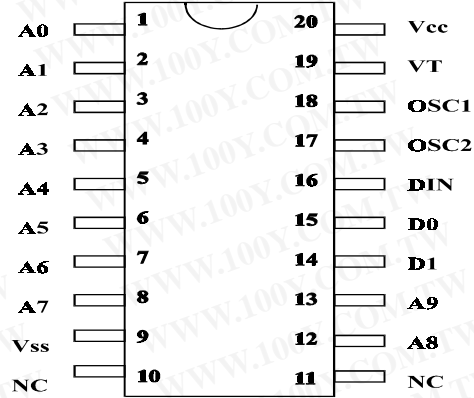 A0 1 20 Vcc
A1 2 19 VT
A2 3 18 OSC1
A3 4 17 OSC2
A4 5 16 DIN
A5 6 15 D0
A6 7 14 D1
A7 8 13 A9
Vss 9 12 A8
NC 10 11 NC
WWW.100Y.COM.TW